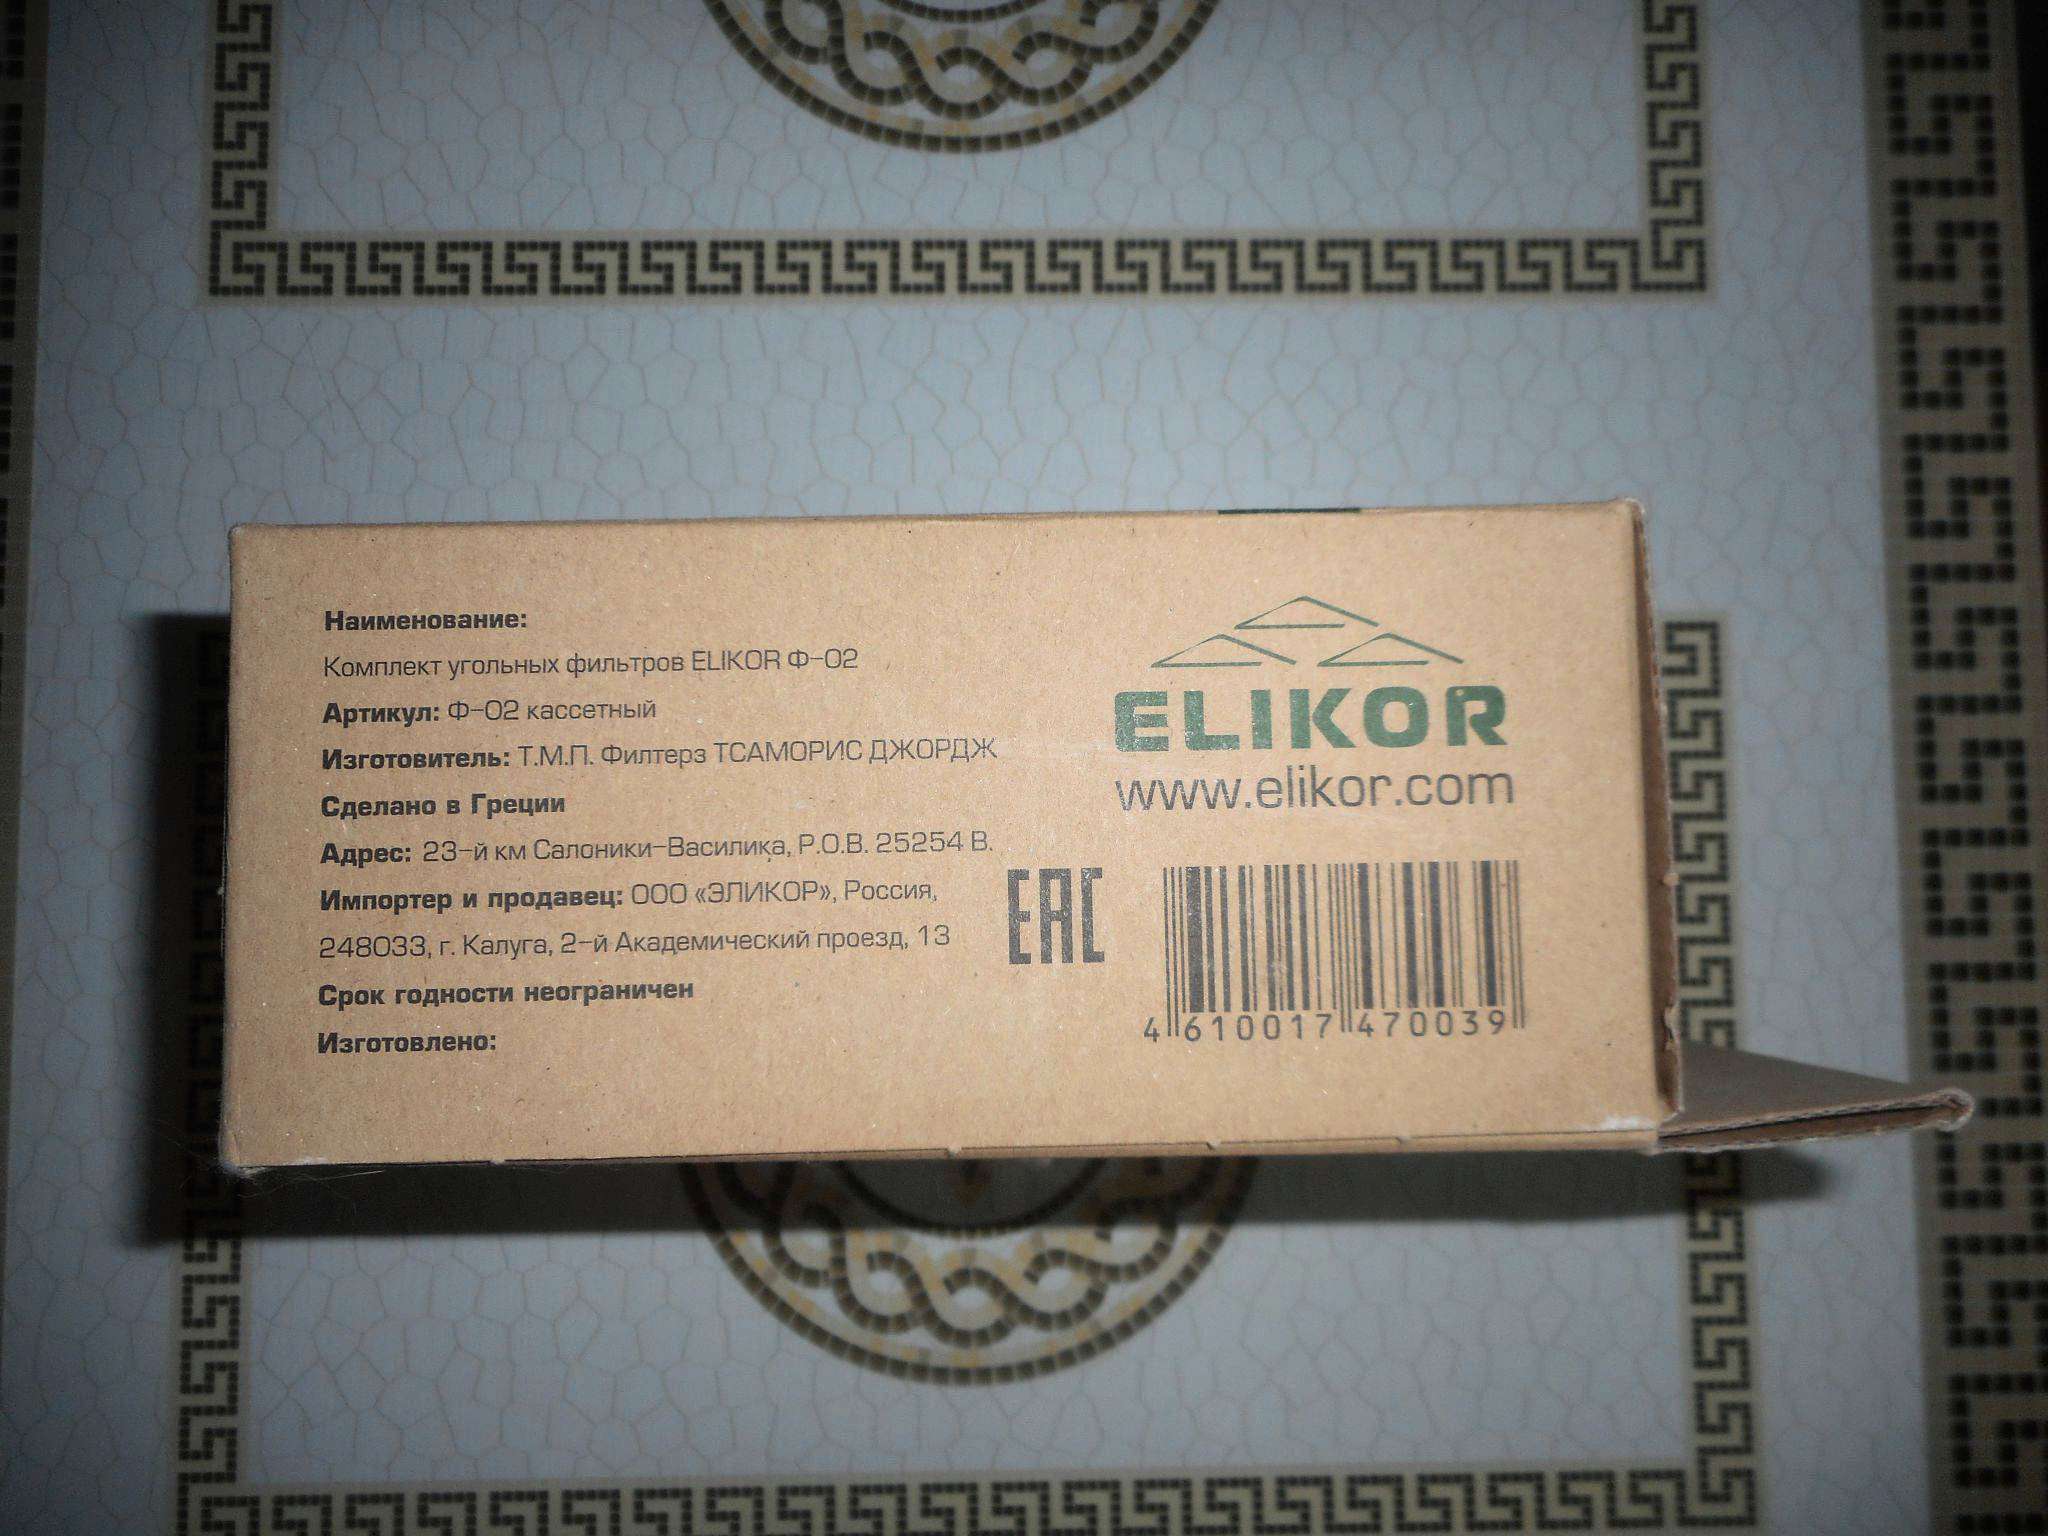 Наименование:
Комплект угольных фильтров ELIKOR Ф-02
Артикул: Ф-02 кассетный
Изготовитель: Т.М.П. Филтерз ТСАМОРИС ДЖОРДЖ
Сделано в Греции
Адрес: 23-й км Салоники-Василика, P.O.B. 25254 B.
Импортер и продавец: ООО «ЭЛИКОР», Россия,
248033, г. Калуга, 2-й Академический проезд, 13
Срок годности неограничен
Изготовлено:
ELIKOR
www.elikor.com
EAC
4 610017 470039